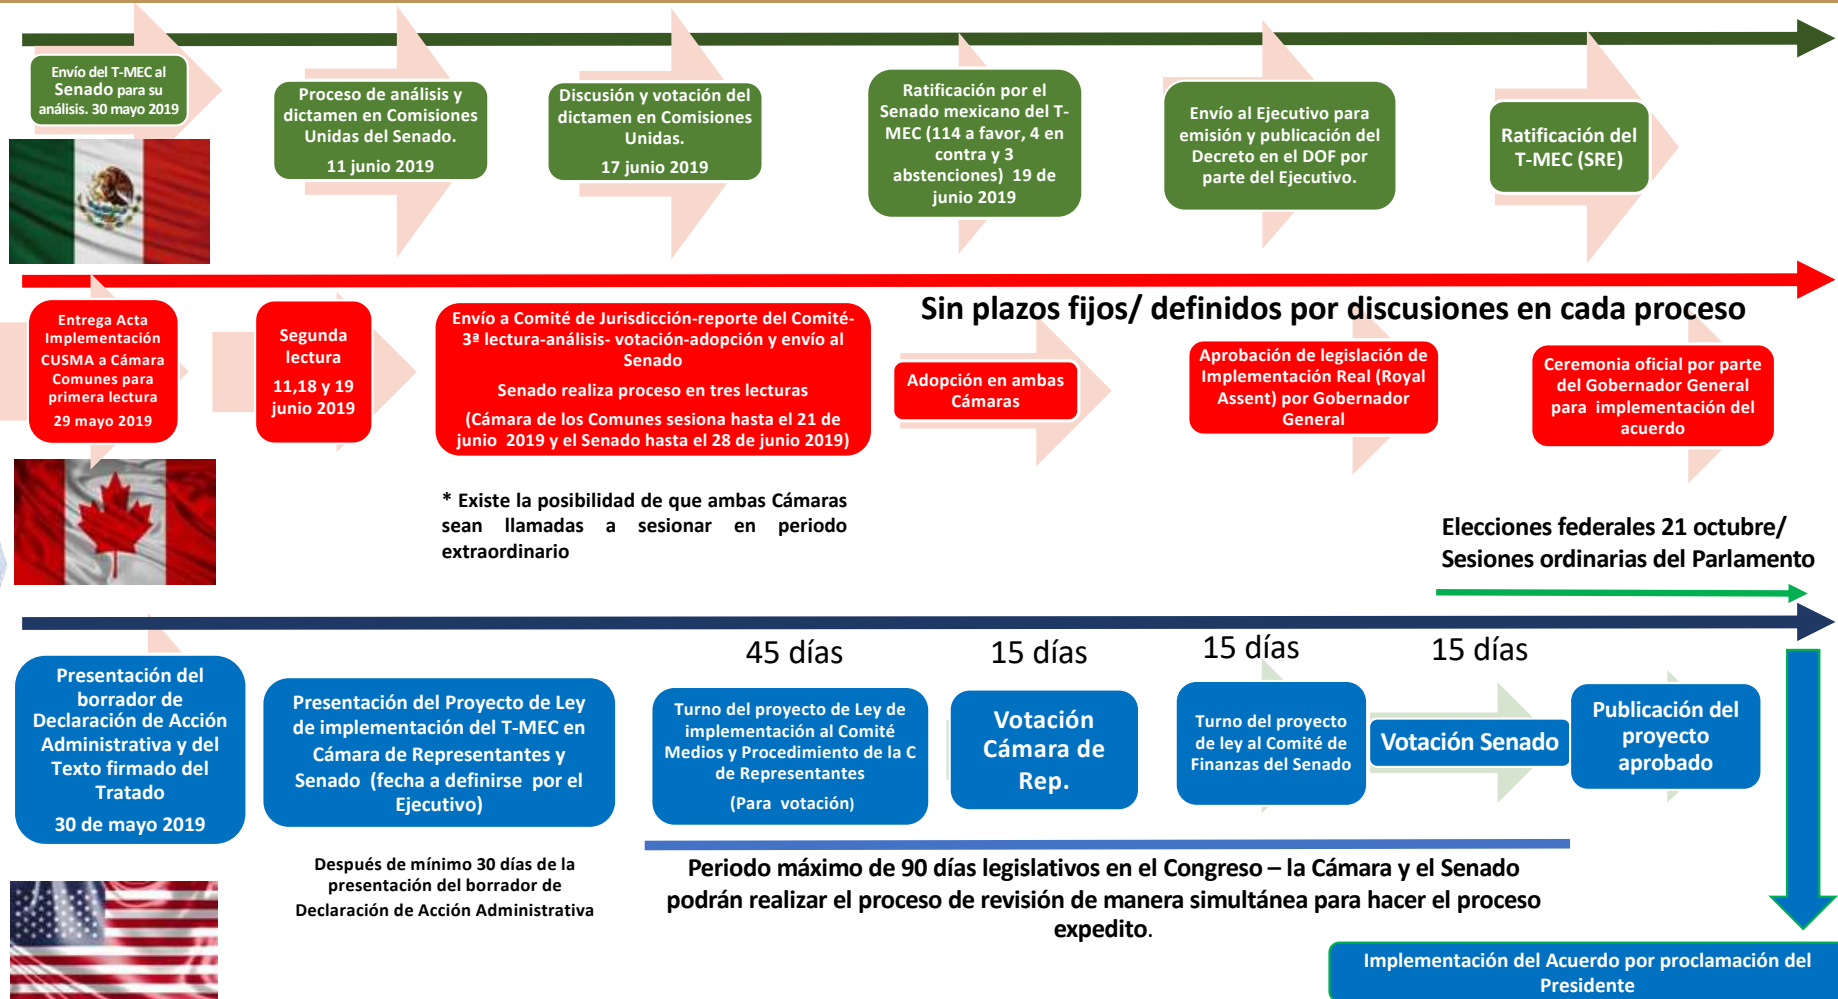 Envío del T-MEC al
Senado para su
análisis. 30 mayo 2019
Proceso de análisis y
dictamen en Comisiones
Unidas del Senado.
11 junio 2019
Discusión y votación del
dictamen en Comisiones
Unidas.
17 junio 2019
Ratificación por el
Senado mexicano del T-
MEC (114 a favor, 4 en
contra y 3
abstenciones) 19 de
junio 2019
Envío al Ejecutivo para
emisión y publicación del
Decreto en el DOF por
parte del Ejecutivo.
Ratificación del
T-MEC (SRE)
Sin plazos fijos/ definidos por discusiones en cada proceso
Entrega Acta
Implementación
CUSMA a Cámara
Comunes para
primera lectura
29 mayo 2019
Segunda
lectura
11,18 y 19
junio 2019
Envío a Comité de Jurisdicción-reporte del Comité-
3ª lectura-análisis- votación-adopción y envío al
Senado
Senado realiza proceso en tres lecturas
(Cámara de los Comunes sesiona hasta el 21 de
junio 2019 y el Senado hasta el 28 de junio 2019)
Adopción en ambas
Cámaras
Aprobación de legislación de
Implementación Real (Royal
Assent) por Gobernador
General
Ceremonia oficial por parte
del Gobernador General
para implementación del
acuerdo
* Existe la posibilidad de que ambas Cámaras
sean llamadas a sesionar en periodo
extraordinario
Elecciones federales 21 octubre/
Sesiones ordinarias del Parlamento
45 días
15 días
15 días
15 días
Presentación del
borrador de
Declaración de Acción
Administrativa y del
Texto firmado del
Tratado
30 de mayo 2019
Presentación del Proyecto de Ley
de implementación del T-MEC en
Cámara de Representantes y
Senado (fecha a definirse por el
Ejecutivo)
Turno del proyecto de Ley de
implementación al Comité
Medios y Procedimiento de la C
de Representantes
(Para votación)
Votación
Cámara de
Rep.
Turno del proyecto
de ley al Comité de
Finanzas del Senado
Votación Senado
Publicación del
proyecto
aprobado
Después de mínimo 30 días de la
presentación del borrador de
Declaración de Acción Administrativa
Periodo máximo de 90 días legislativos en el Congreso – la Cámara y el Senado
podrán realizar el proceso de revisión de manera simultánea para hacer el proceso
expedito.
Implementación del Acuerdo por proclamación del
Presidente